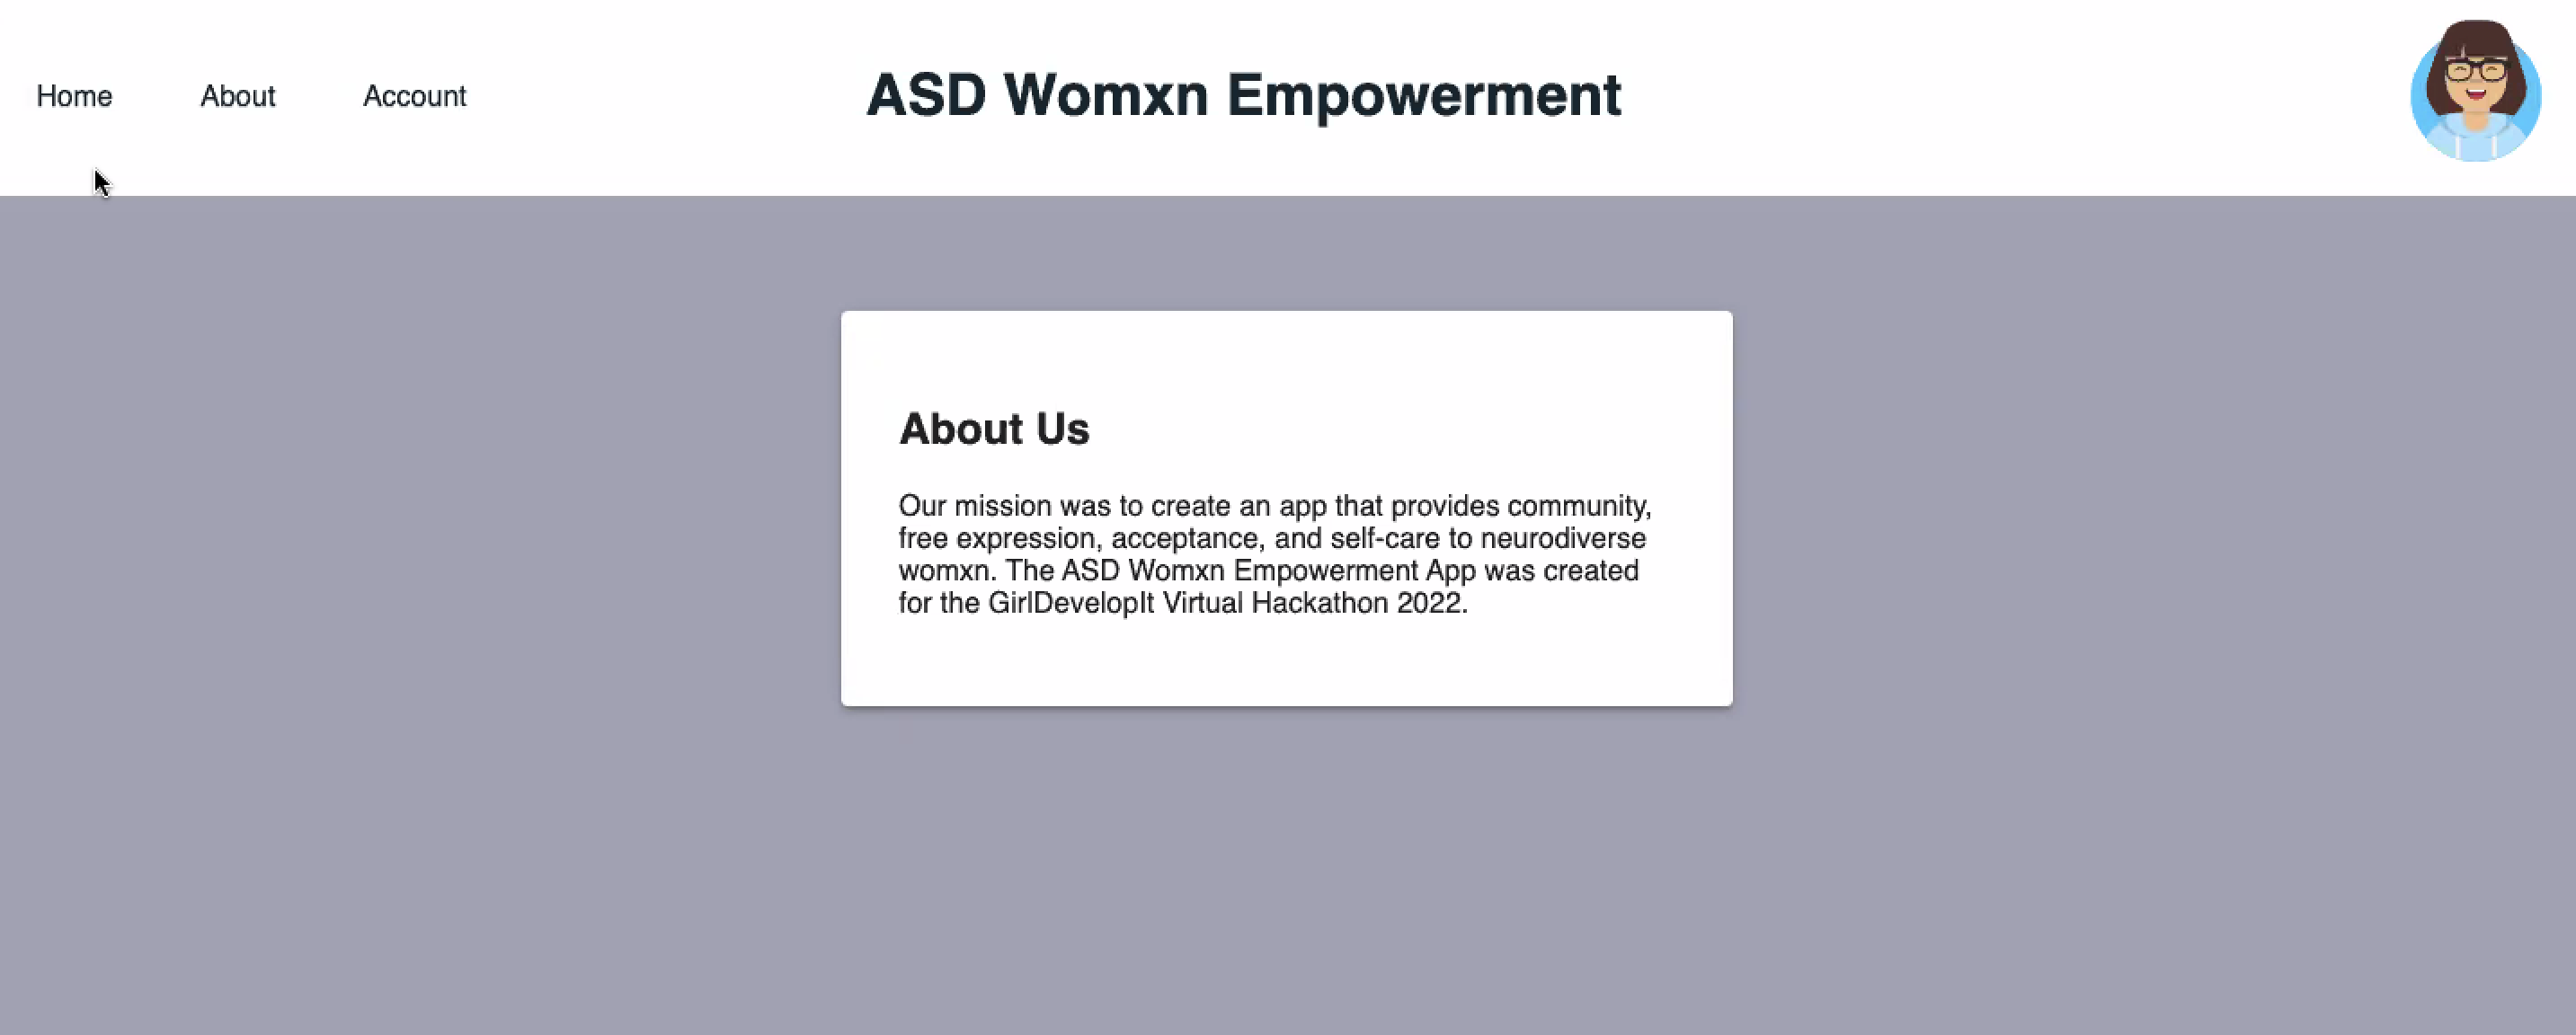 Home About Account ASD Womxn Empowerment
About Us
Our mission was to create an app that provides community,
free expression, acceptance, and self-care to neurodiverse
womxn. The ASD Womxn Empowerment App was created
for the GirlDevelopIt Virtual Hackathon 2022.